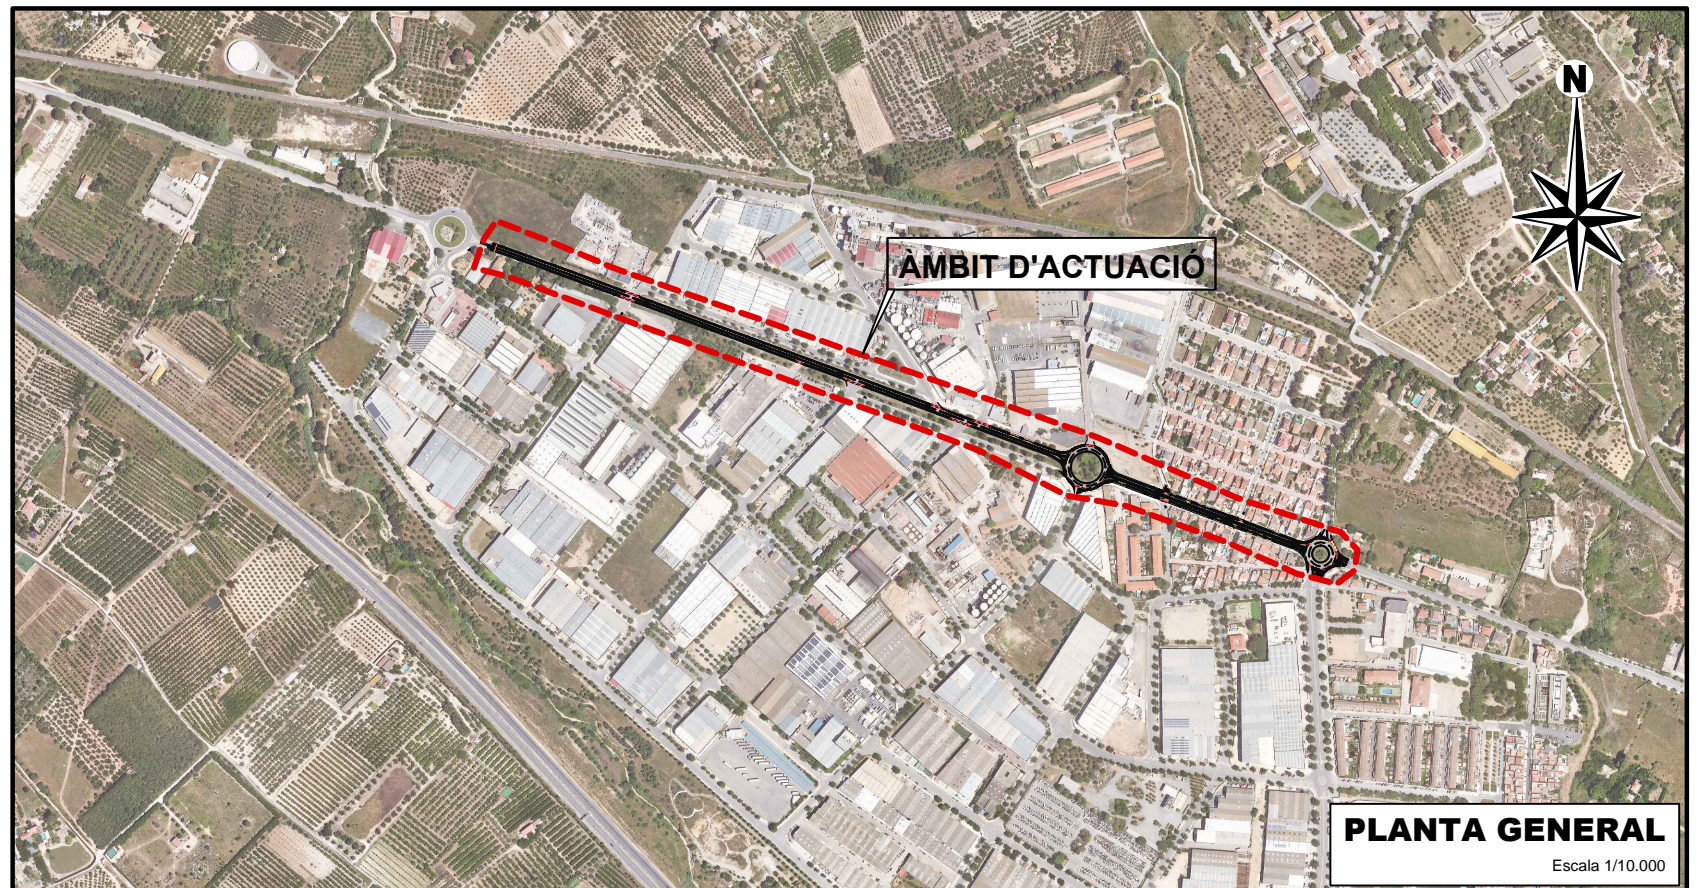 N
ÀMBIT D'ACTUACIÓ
PLANTA GENERAL
Escala 1/10.000